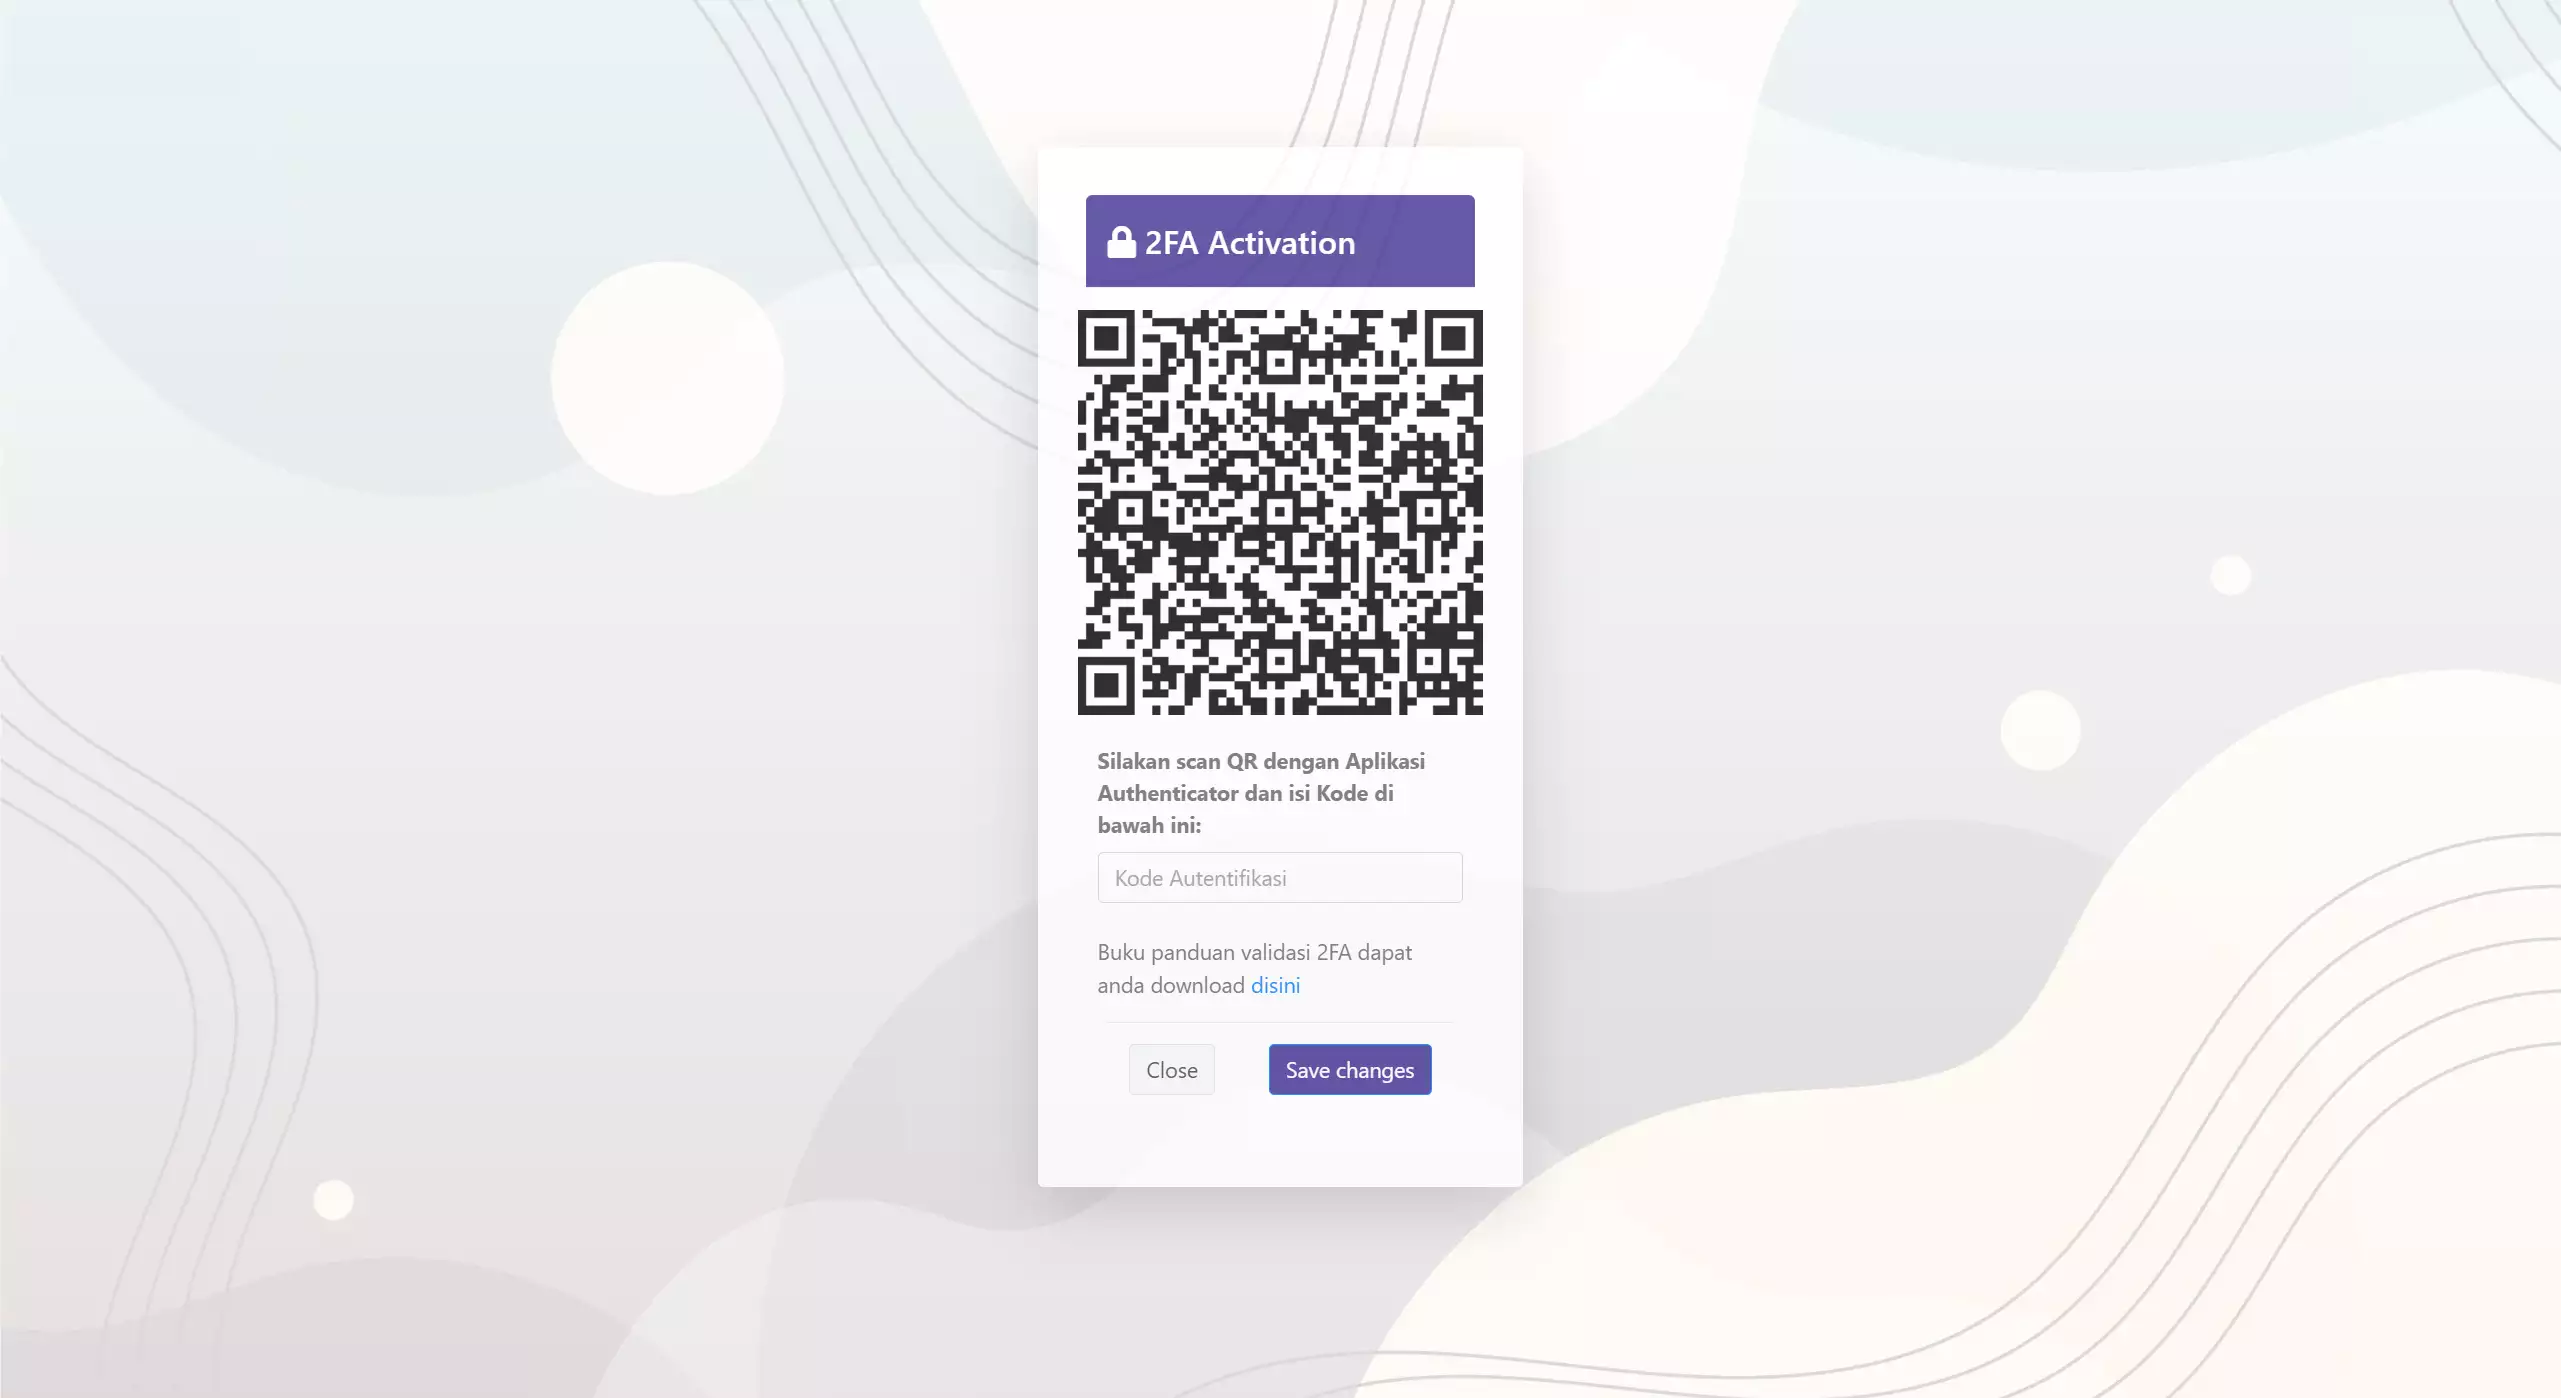 2FA Activation
Silakan scan QR dengan Aplikasi
Authenticator dan isi Kode di
bawah ini:
Kode Autentifikasi
Buku panduan validasi 2FA dapat
anda download disini
Close
Save changes